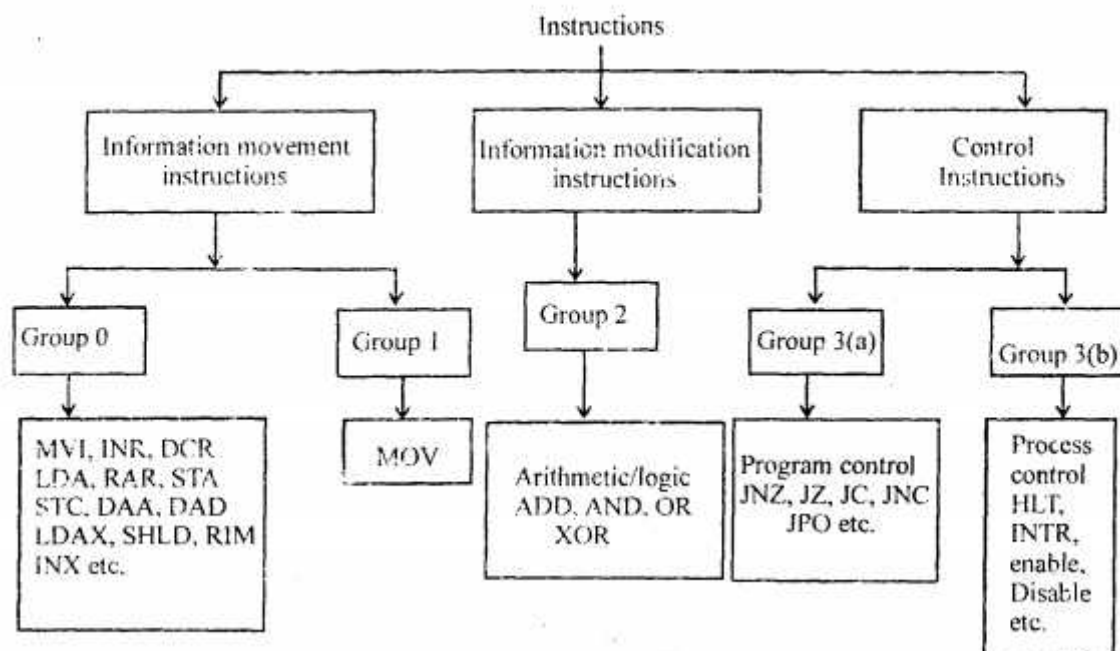 Instructions
Information movement
instructions
Information modification
instructions
Control
Instructions
Group 0
Group 1
Group 2
Group 3(a)
Group 3(b)
MVI, INR, DCR
LDA, RAR, STA
STC, DAA, DAD
LDAX, SHLD, RIM
INX etc.
MOV
Arithmetic/logic
ADD, AND, OR
XOR
Program control
JNZ, JZ, JC, JNC
JPO etc.
Process
control
HLT,
INTR,
enable,
Disable
etc.